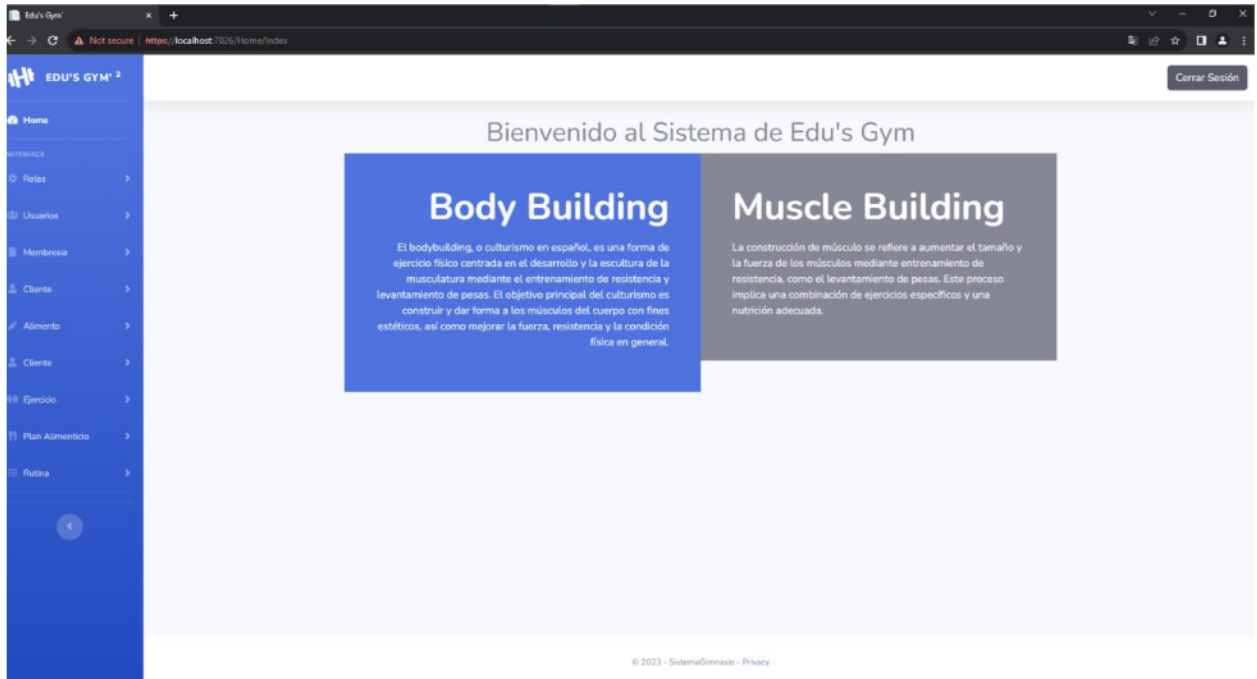 Edu's Gym'
Not secure
https://localhost:7026/Home/Index
EDU'S GYM' 2
Cerrar Sesión
Home
INTERFACE
Roles
Usuarios
Membresia
Cliente
Alimento
Cliente
Ejercicio
Plan Alimenticio
Rutina
Bienvenido al Sistema de Edu's Gym
Body Building
El bodybuilding, o culturismo en español, es una forma de
ejercicio físico centrada en el desarrollo y la escultura de la
musculatura mediante el entrenamiento de resistencia y
levantamiento de pesas. El objetivo principal del culturismo es
construir y dar forma a los músculos del cuerpo con fines
estéticos, así como mejorar la fuerza, resistencia y la condición
física en general.
Muscle Building
La construcción de músculo se refiere a aumentar el tamaño y
la fuerza de los músculos mediante entrenamiento de
resistencia, como el levantamiento de pesas. Este proceso
implica una combinación de ejercicios específicos y una
nutrición adecuada.
© 2023 - SistemaGimnasio - Privacy